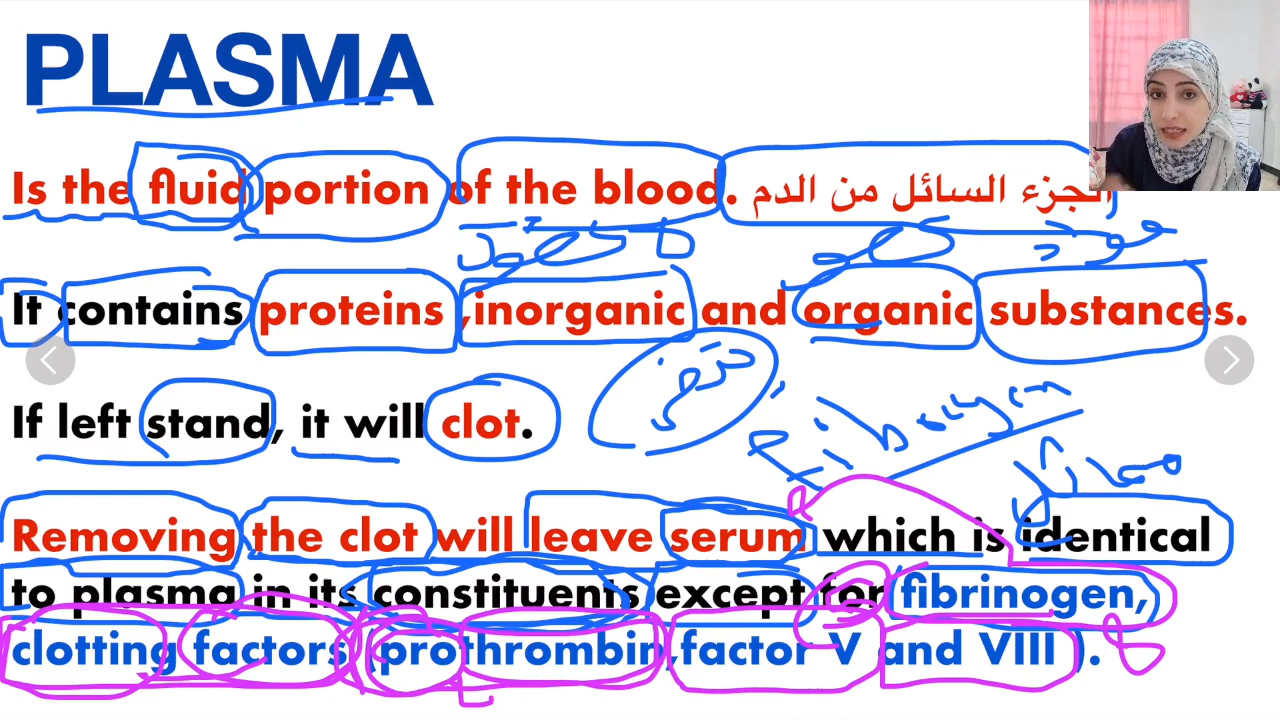 PLASMA
Is the fluid portion of the blood. الجزء السائل من الدم
It contains proteins ,inorganic and organic substances.
If left stand, it will clot.
Fibrinogen
Removing the clot will leave serum which is identical
to plasma in its constituents except for (fibrinogen,
clotting factors (prothrombin,factor V and VIII ).
8